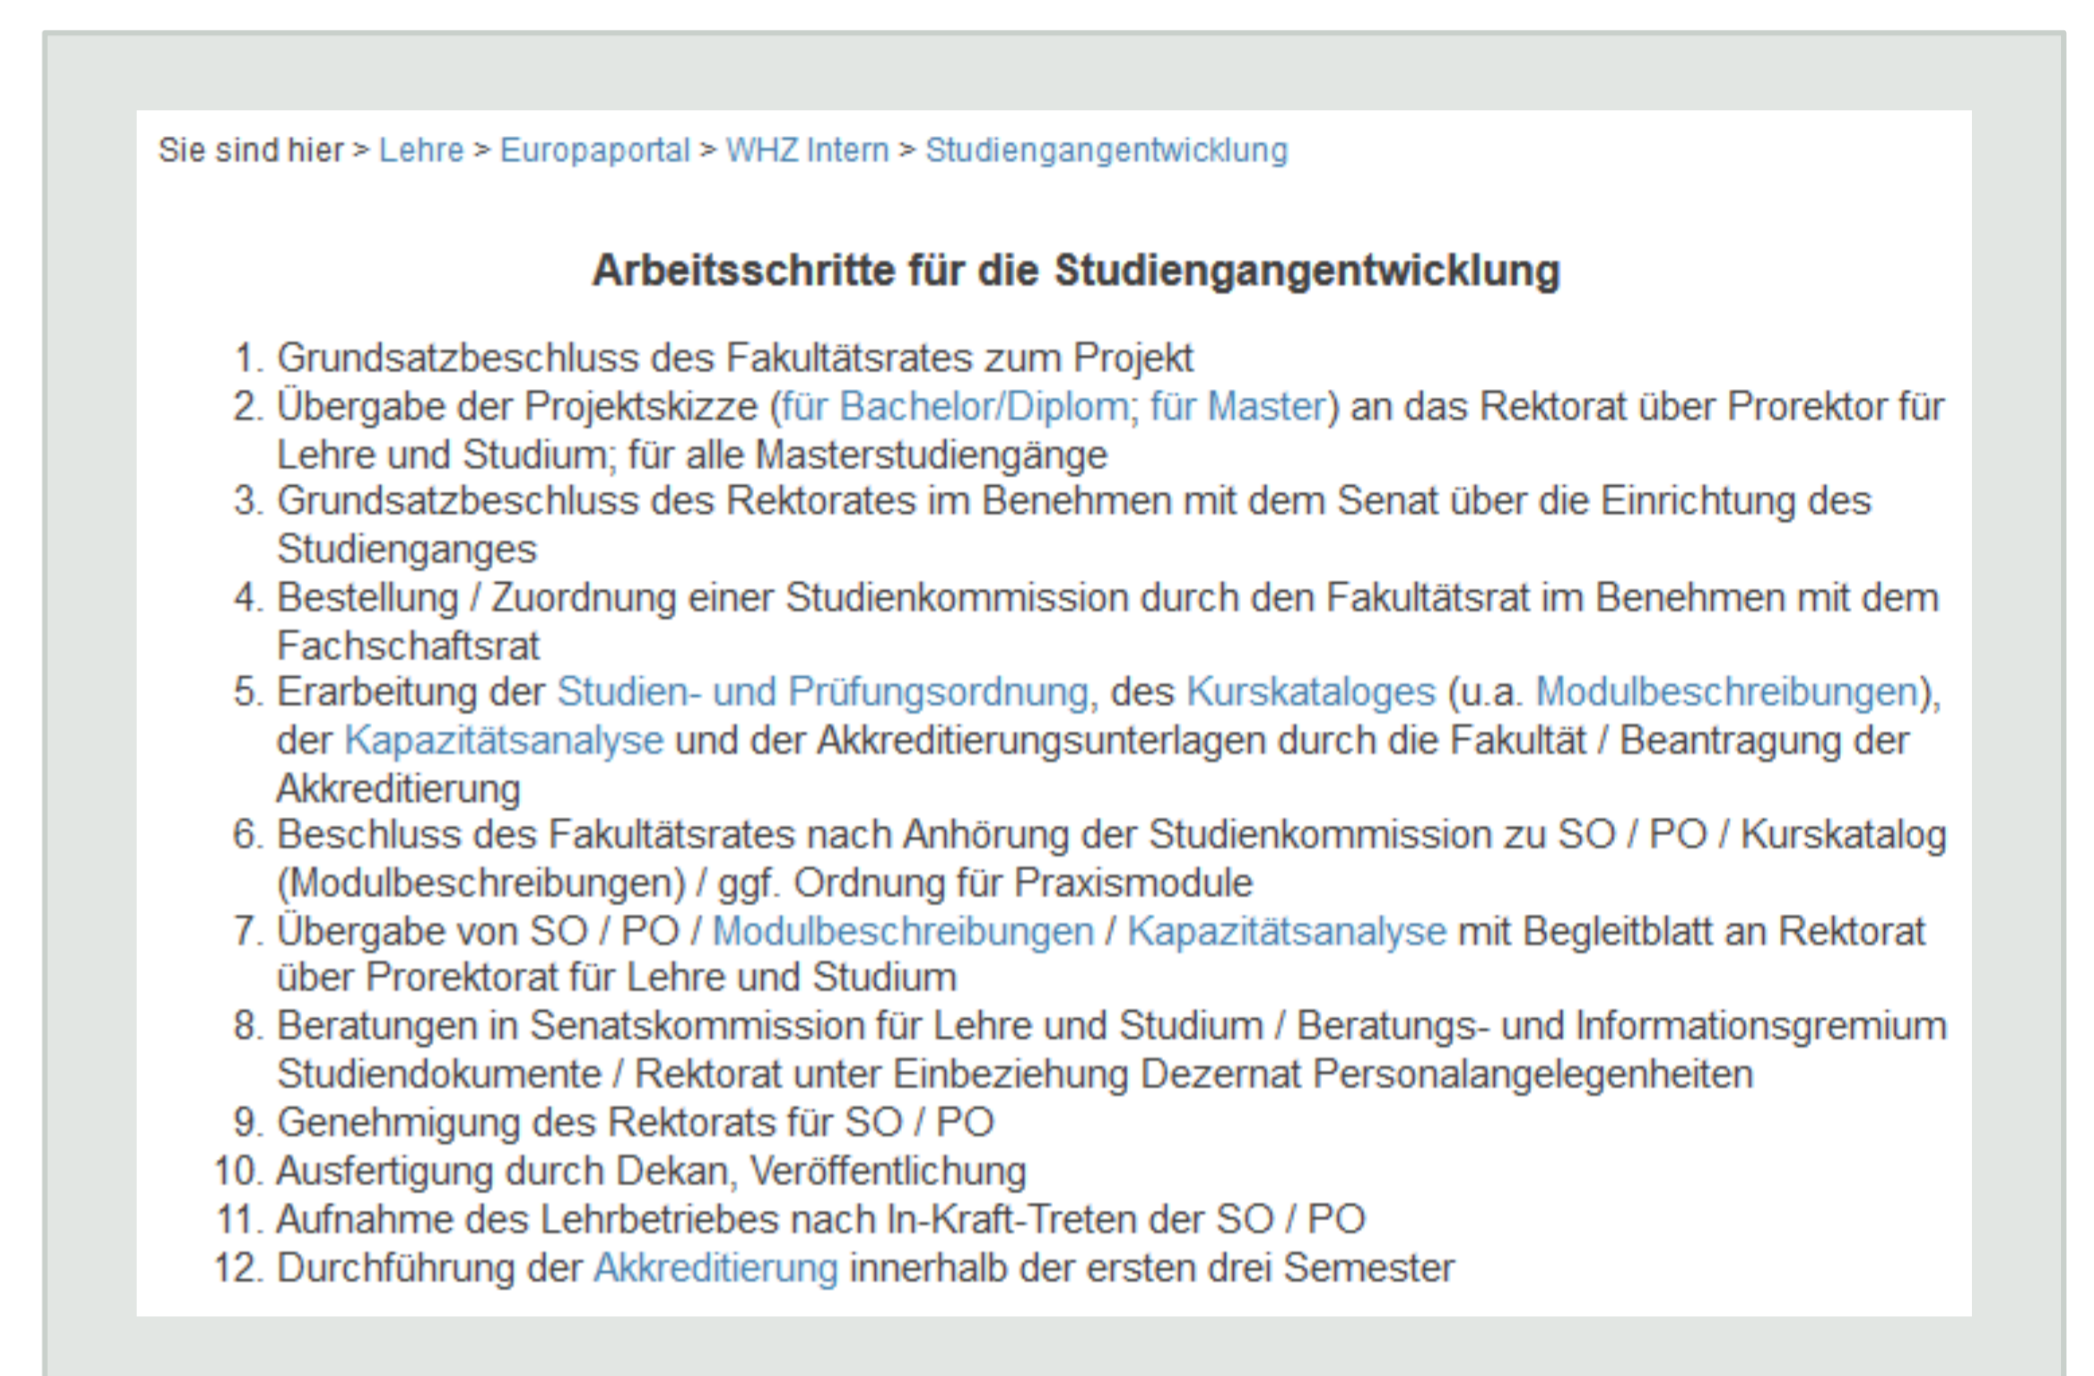 Sie sind hier > Lehre > Europaportal > WHZ Intern > Studiengangentwicklung
Arbeitsschritte für die Studiengangentwicklung
1. Grundsatzbeschluss des Fakultätsrates zum Projekt
2. Übergabe der Projektskizze (für Bachelor/Diplom; für Master) an das Rektorat über Prorektor für
Lehre und Studium; für alle Masterstudiengänge
3. Grundsatzbeschluss des Rektorates im Benehmen mit dem Senat über die Einrichtung des
Studienganges
4. Bestellung / Zuordnung einer Studienkommission durch den Fakultätsrat im Benehmen mit dem
Fachschaftsrat
5. Erarbeitung der Studien- und Prüfungsordnung, des Kurskataloges (u.a. Modulbeschreibungen),
der Kapazitätsanalyse und der Akkreditierungsunterlagen durch die Fakultät / Beantragung der
Akkreditierung
6. Beschluss des Fakultätsrates nach Anhörung der Studienkommission zu SO / PO / Kurskatalog
(Modulbeschreibungen) / ggf. Ordnung für Praxismodule
7. Übergabe von SO / PO / Modulbeschreibungen / Kapazitätsanalyse mit Begleitblatt an Rektorat
über Prorektorat für Lehre und Studium
8. Beratungen in Senatskommission für Lehre und Studium / Beratungs- und Informationsgremium
Studiendokumente / Rektorat unter Einbeziehung Dezernat Personalangelegenheiten
9. Genehmigung des Rektorats für SO / PO
10. Ausfertigung durch Dekan, Veröffentlichung
11. Aufnahme des Lehrbetriebes nach In-Kraft-Treten der SO / PO
12. Durchführung der Akkreditierung innerhalb der ersten drei Semester